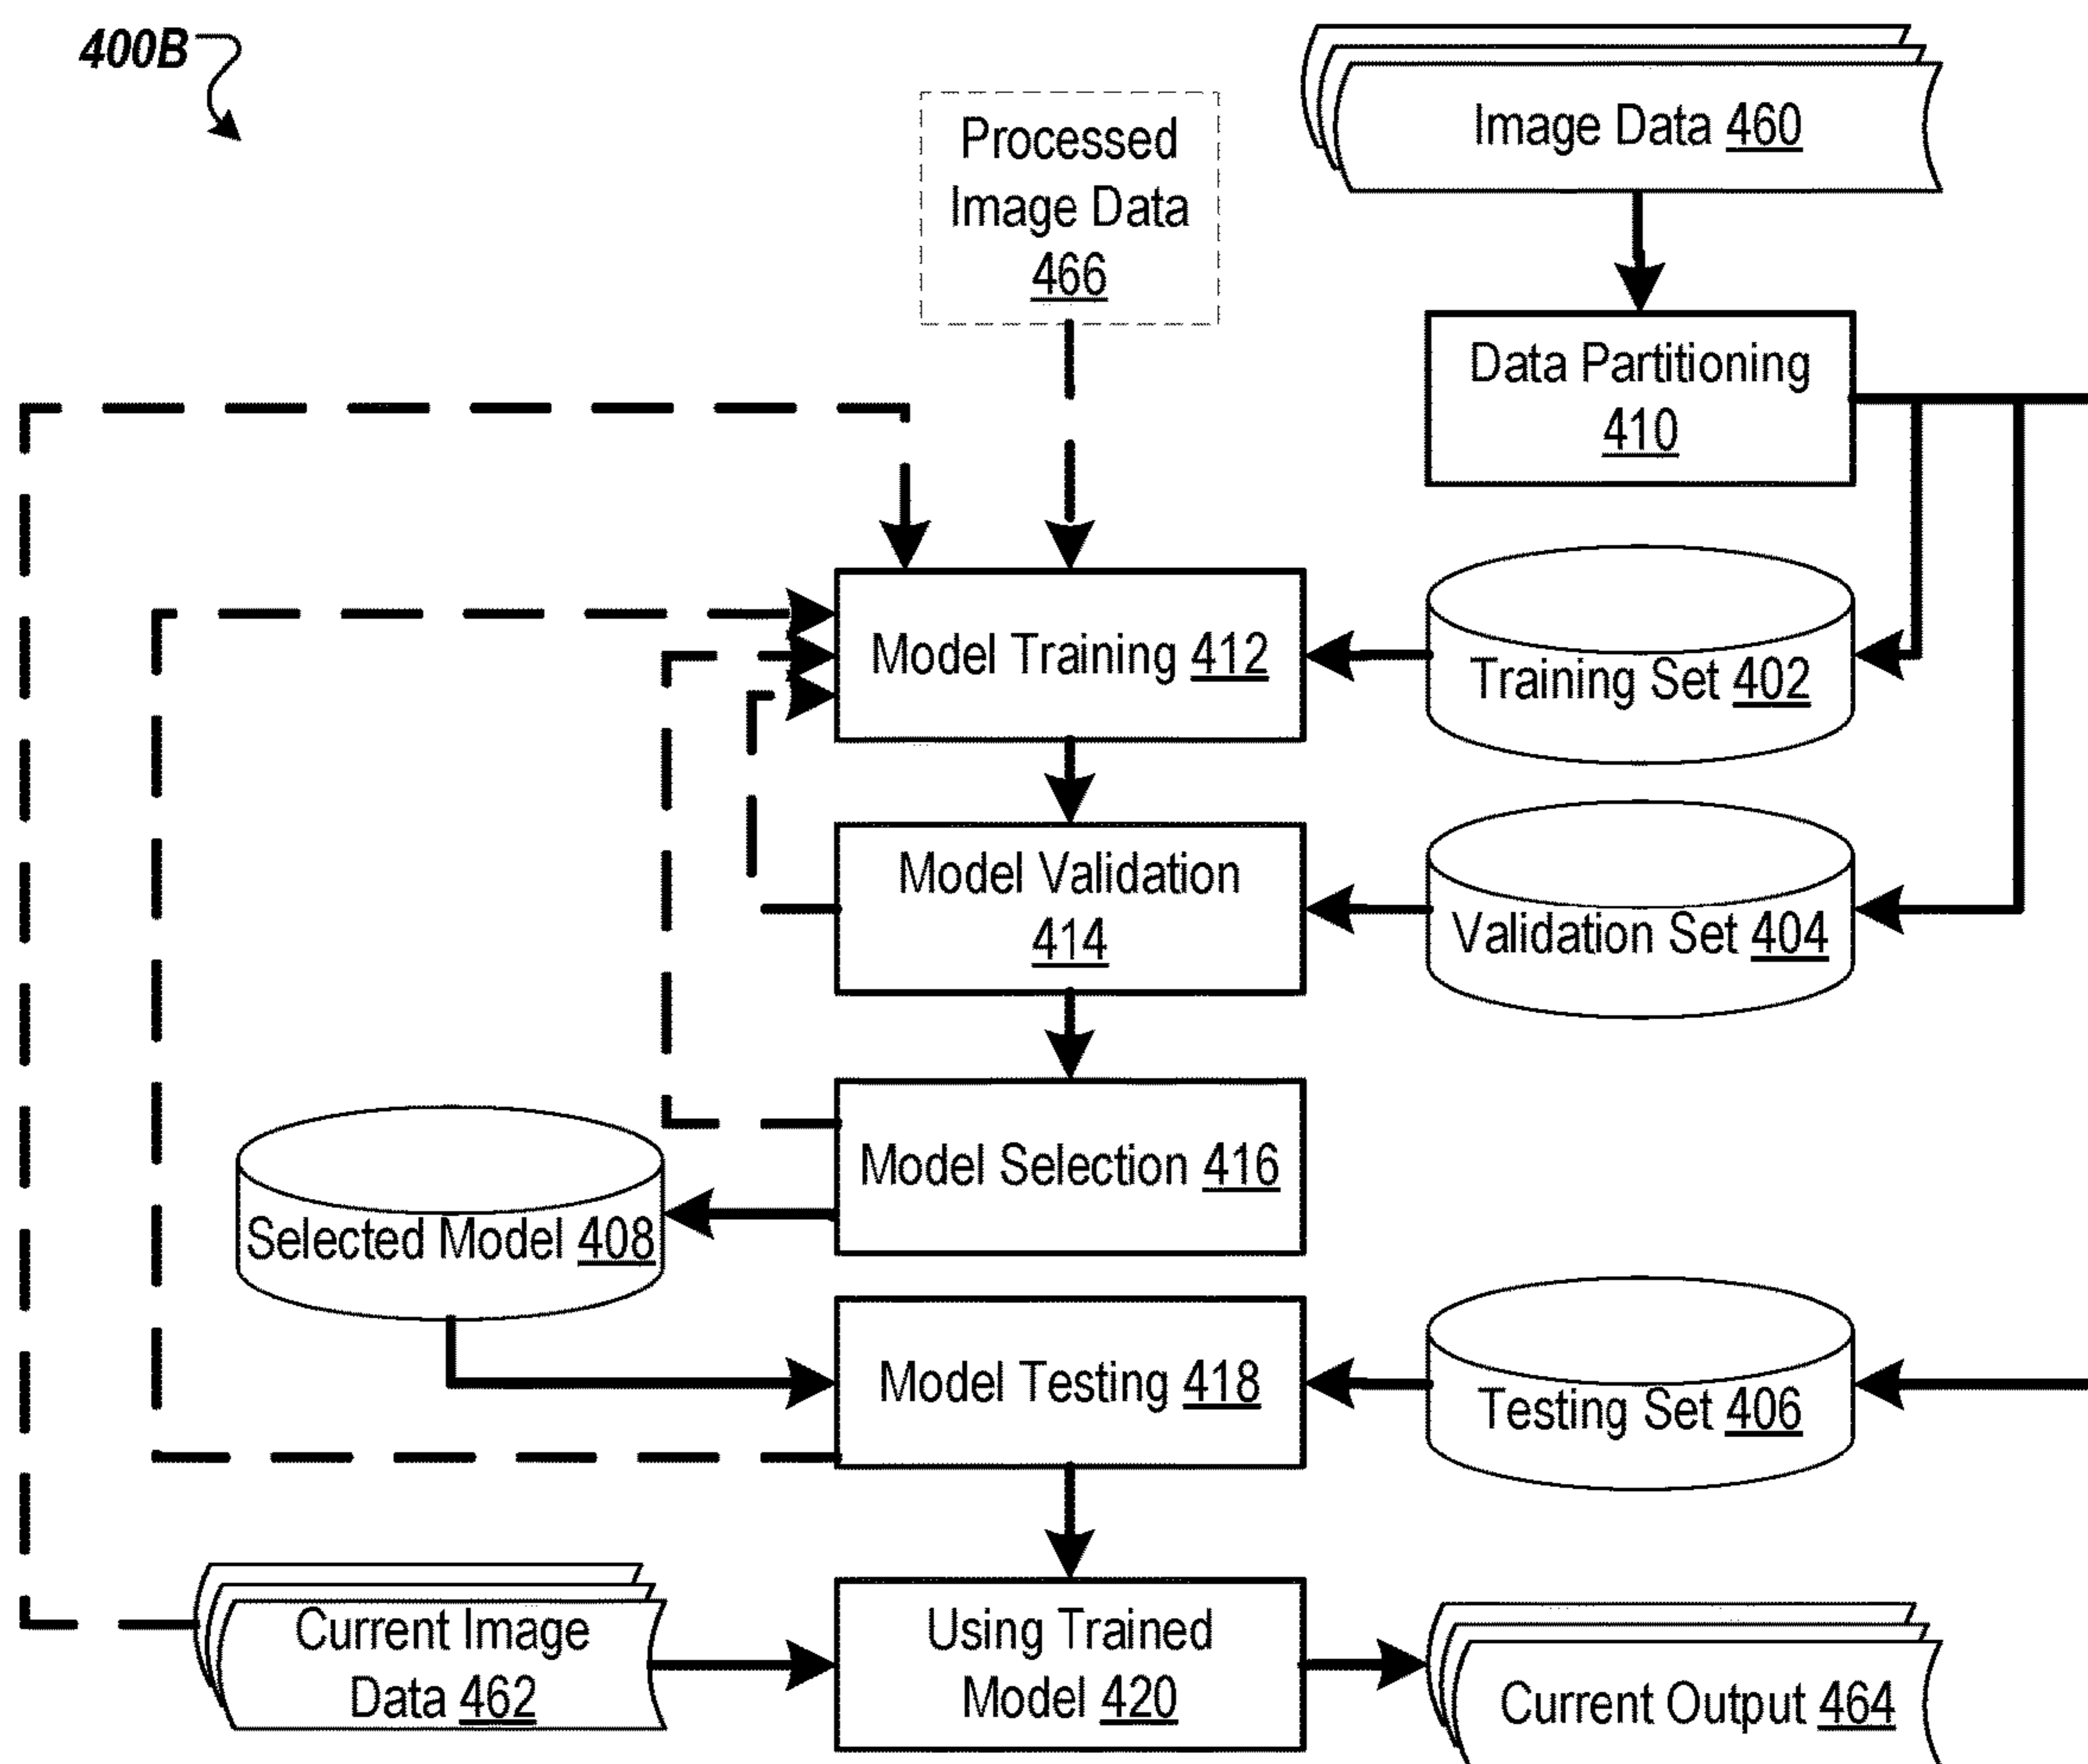 400B
Image Data 460
Processed
Image Data
466
Data Partitioning
410
Model Training 412
Training Set 402
Model Validation
414
Validation Set 404
Model Selection 416
Selected Model 408
Model Testing 418
Testing Set 406
Current Image
Data 462
Using Trained
Model 420
Current Output 464